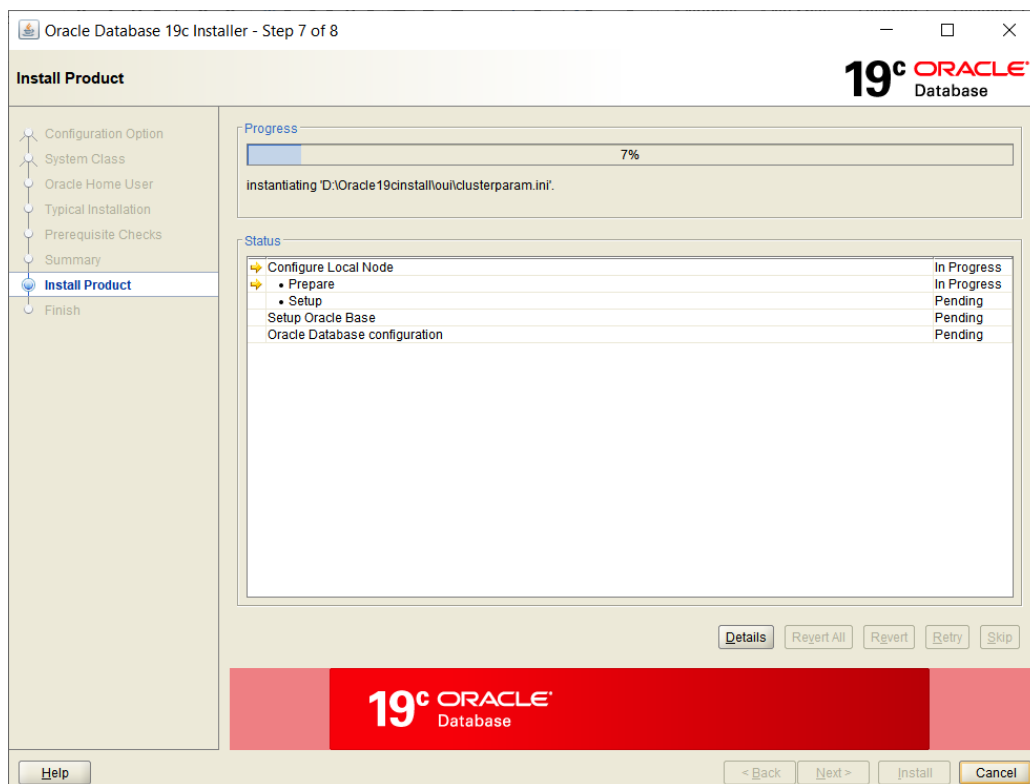 Oracle Database 19c Installer - Step 7 of 8
Install Product
19c ORACLE
Database
Configuration Option
System Class
Oracle Home User
Typical Installation
Prerequisite Checks
Summary
Install Product
Finish
Progress
7%
instantiating 'D:\Oracle19cinstall\oui\clusterparam.ini'.
Status
Configure Local Node In Progress
• Prepare In Progress
• Setup Pending
Setup Oracle Base Pending
Oracle Database configuration Pending
Details Revert All Revert Retry Skip
19c ORACLE
Database
Help < Back Next > Install Cancel